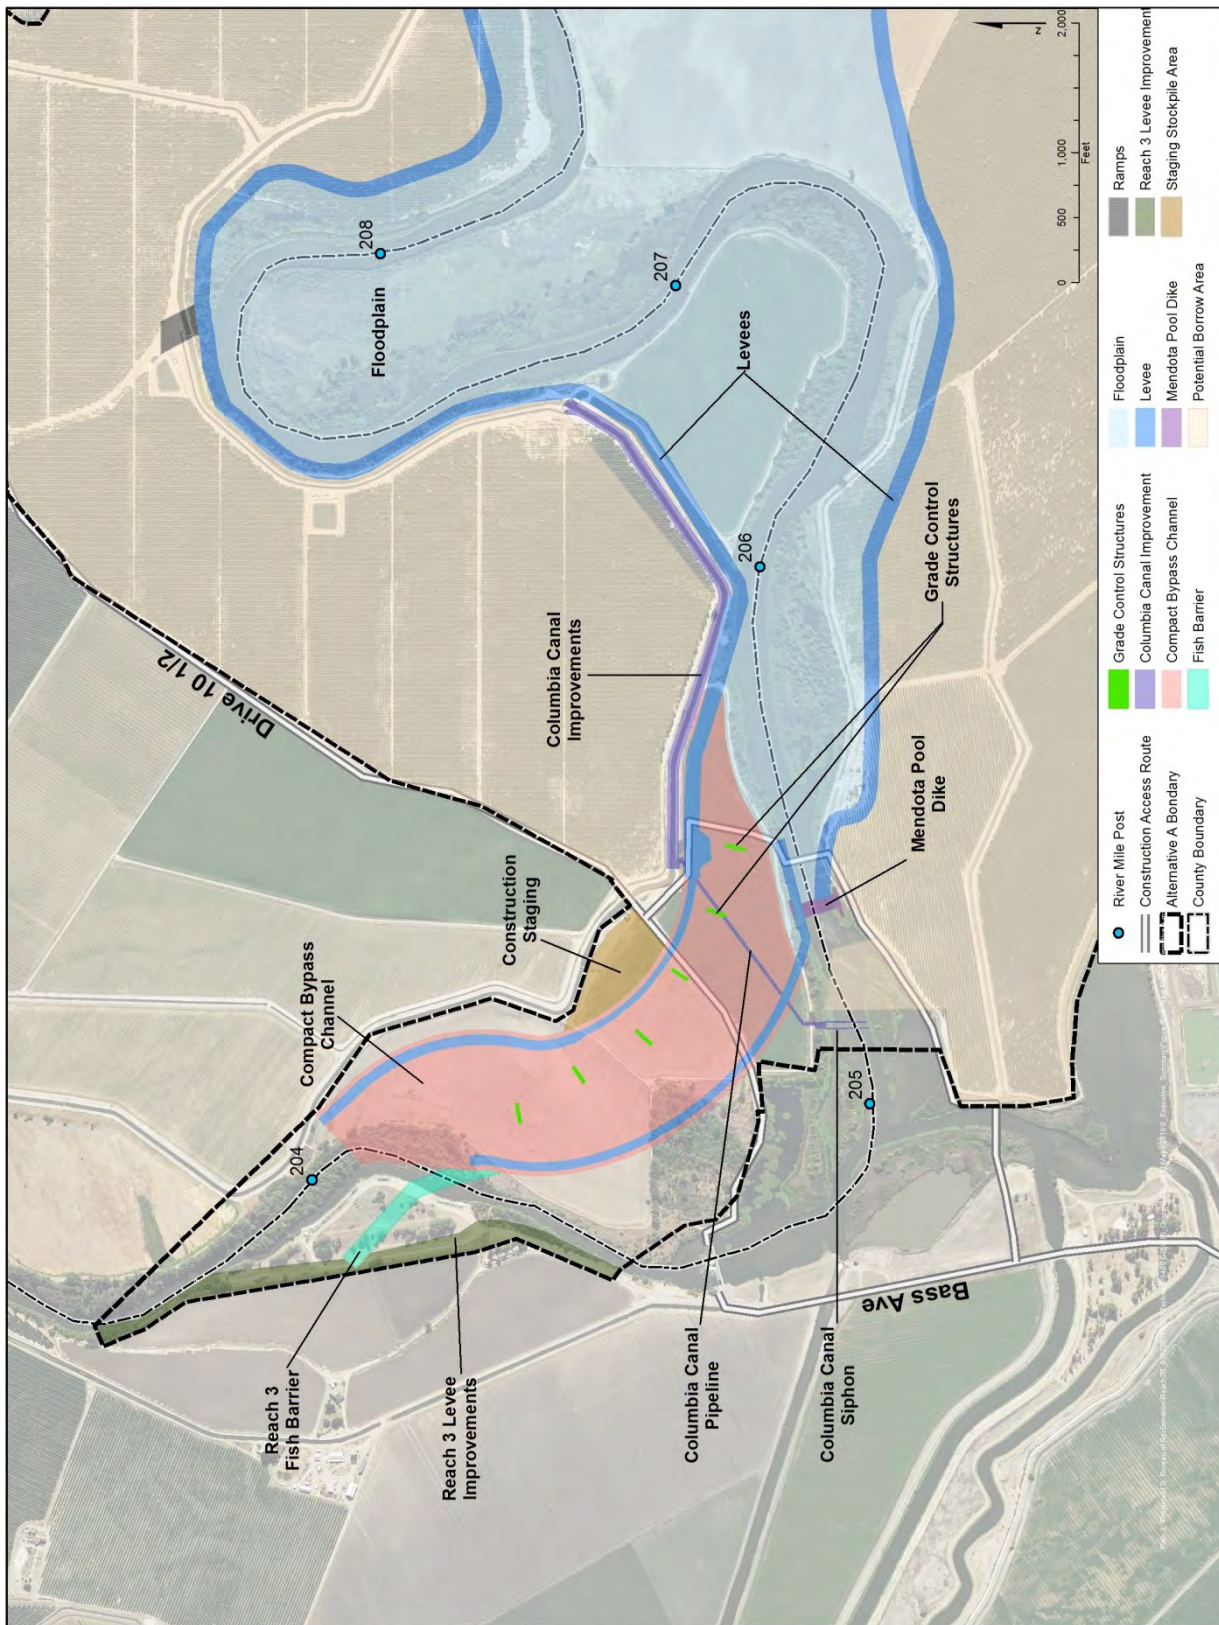 Reach 3
Fish Barrier
Reach 3 Levee
Improvements
Columbia Canal
Pipeline
Columbia Canal
Siphon
Bass Ave
204
205
Compact Bypass
Channel
Construction
Staging
Drive 10 1/2
Columbia Canal
Improvements
Mendota Pool
Dike
Grade Control
Structures
206
Levees
207
Floodplain
208
River Mile Post
Construction Access Route
Alternative A Bondary
County Boundary
Grade Control Structures
Columbia Canal Improvement
Compact Bypass Channel
Fish Barrier
Floodplain
Levee
Mendota Pool Dike
Potential Borrow Area
Ramps
Reach 3 Levee Improvement
Staging Stockpile Area
0 500 1,000 2,000
Feet
N